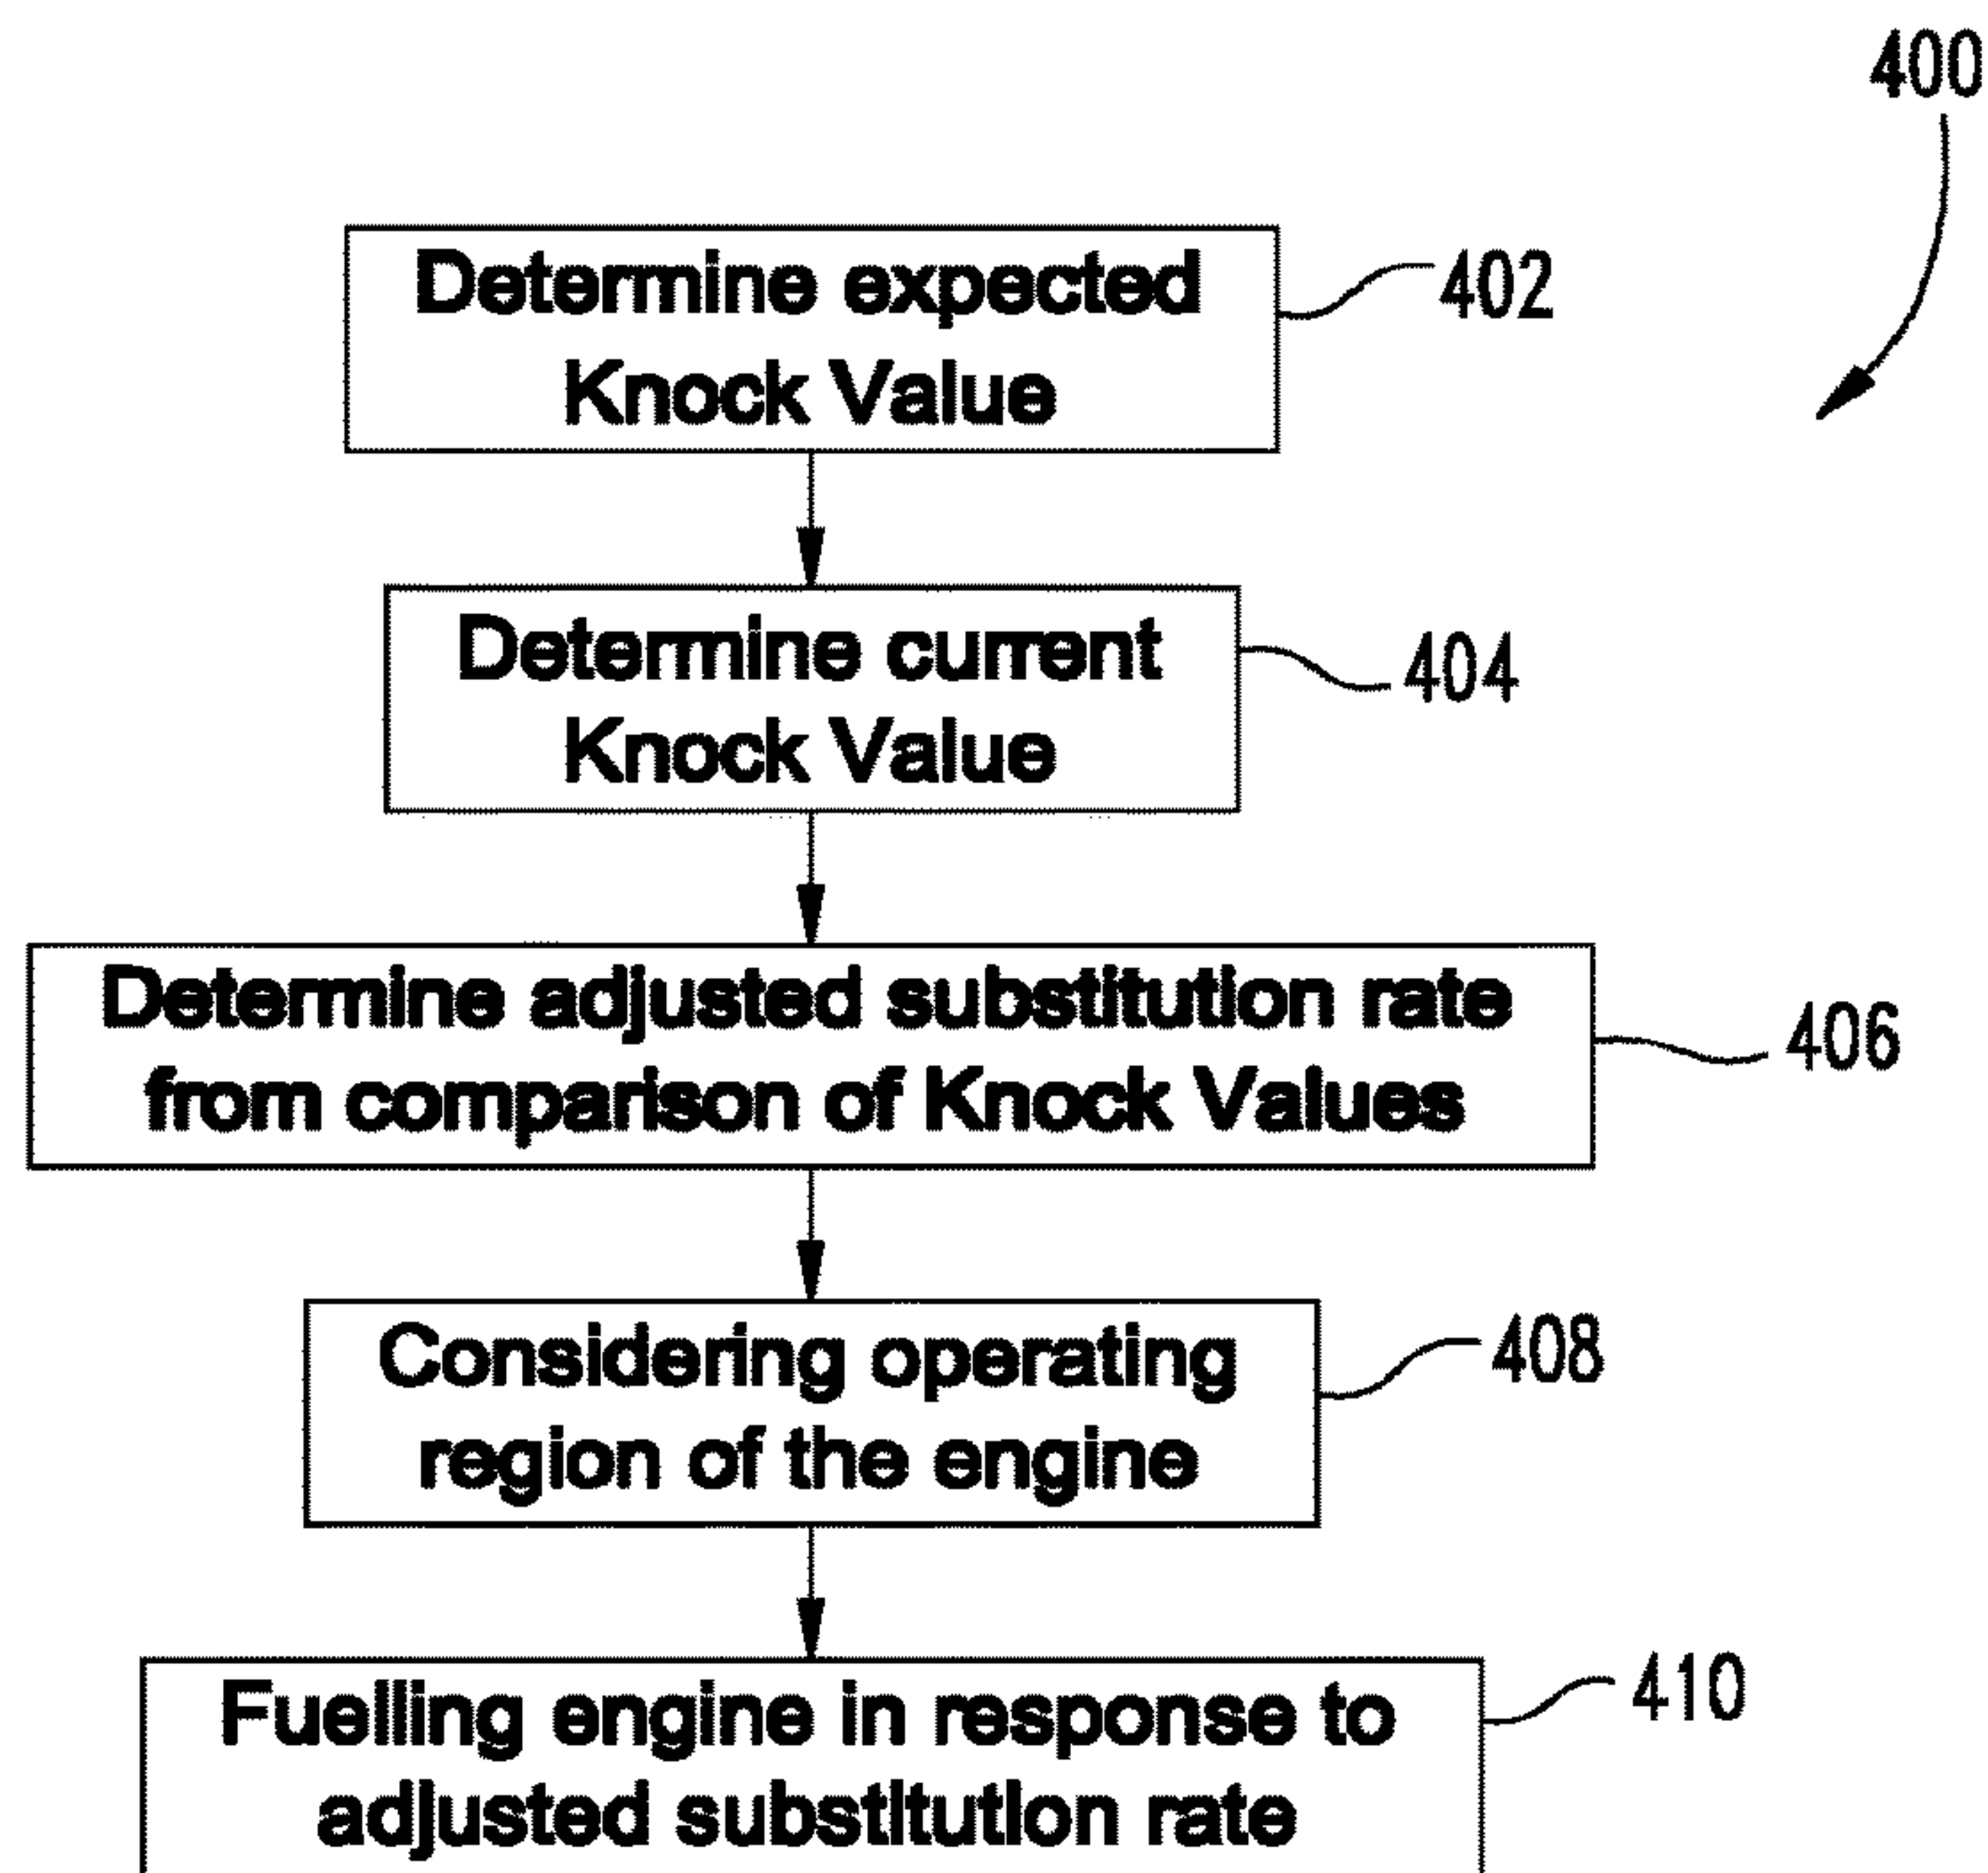 400
Determine expected
Knock Value
402
Determine current
Knock Value
404
Determine adjusted substitution rate
from comparison of Knock Values
406
Considering operating
region of the engine
408
Fuelling engine in response to
adjusted substitution rate
410